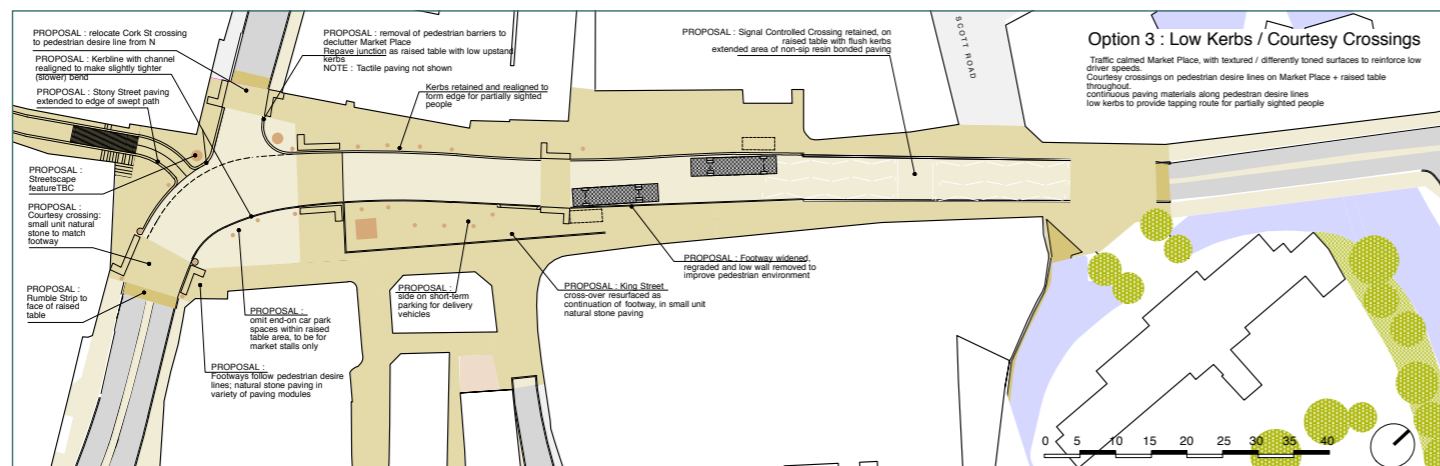 PROPOSAL : relocate Cork St crossing
to pedestrian desire line from N
PROPOSAL : Kerbline with channel
realigned to make slightly tighter
(slower) bend
PROPOSAL : Stony Street paving
extended to edge of swept path
PROPOSAL : removal of pedestrian barriers to
declutter Market Place
Repave junction as raised table with low upstand
kerbs
NOTE : Tactile paving not shown
Kerbs retained and realigned to
form edge for partially sighted
people
PROPOSAL : Signal Controlled Crossing retained, on
raised table with flush kerbs
extended area of non-sip resin bonded paving
SCOTT ROAD
Option 3 : Low Kerbs / Courtesy Crossings
Traffic calmed Market Place, with textured / differently toned surfaces to reinforce low
driver speeds.
Courtesy crossings on pedestrian desire lines on Market Place + raised table
throughout.
continuous paving materials along pedestran desire lines
low kerbs to provide tapping route for partially sighted people
PROPOSAL :
Streetscape
featureTBC
PROPOSAL :
Courtesy crossing:
small unit natural
stone to match
footway
PROPOSAL :
Rumble Strip to
face of raised
table
PROPOSAL :
omit end-on car park
spaces within raised
table area, to be for
market stalls only
PROPOSAL :
Footways follow pedestrian desire
lines; natural stone paving in
variety of paving modules
PROPOSAL :
side on short-term
parking for delivery
vehicles
PROPOSAL : King Street
cross-over resurfaced as
continuation of footway, in small unit
natural stone paving
PROPOSAL : Footway widened,
regraded and low wall removed to
improve pedestrian environment
0 5 10 15 20 25 30 35 40